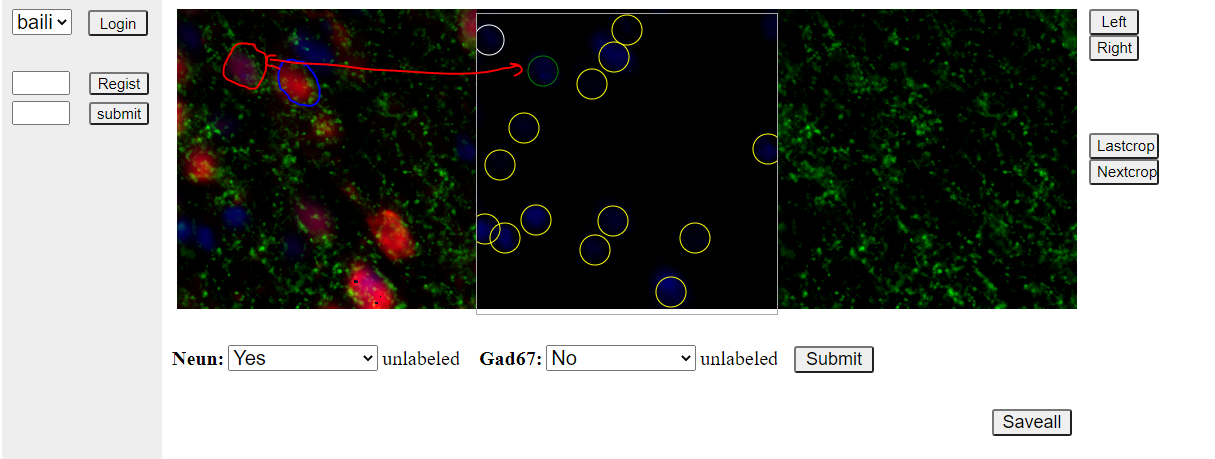 baili Login
Left
Right
Regist
submit
Lastcrop
Nextcrop
Neun: Yes unlabeled Gad67: No unlabeled Submit
Saveall